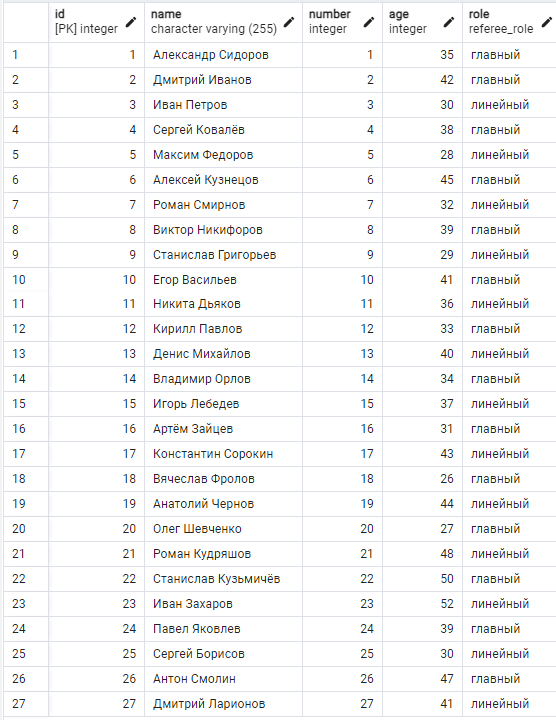 id name number age role
[PK] integer character varying (255) integer integer referee_role
1 1 Александр Сидоров 1 35 главный
2 2 Дмитрий Иванов 2 42 главный
3 3 Иван Петров 3 30 линейный
4 4 Сергей Ковалёв 4 38 главный
5 5 Максим Федоров 5 28 линейный
6 6 Алексей Кузнецов 6 45 главный
7 7 Роман Смирнов 7 32 линейный
8 8 Виктор Никифоров 8 39 главный
9 9 Станислав Григорьев 9 29 линейный
10 10 Егор Васильев 10 41 главный
11 11 Никита Дьяков 11 36 линейный
12 12 Кирилл Павлов 12 33 главный
13 13 Денис Михайлов 13 40 линейный
14 14 Владимир Орлов 14 34 главный
15 15 Игорь Лебедев 15 37 линейный
16 16 Артём Зайцев 16 31 главный
17 17 Константин Сорокин 17 43 линейный
18 18 Вячеслав Фролов 18 26 главный
19 19 Анатолий Чернов 19 44 линейный
20 20 Олег Шевченко 20 27 главный
21 21 Роман Кудряшов 21 48 линейный
22 22 Станислав Кузьмичёв 22 50 главный
23 23 Иван Захаров 23 52 линейный
24 24 Павел Яковлев 24 39 главный
25 25 Сергей Борисов 25 30 линейный
26 26 Антон Смолин 26 47 главный
27 27 Дмитрий Ларионов 27 41 линейный